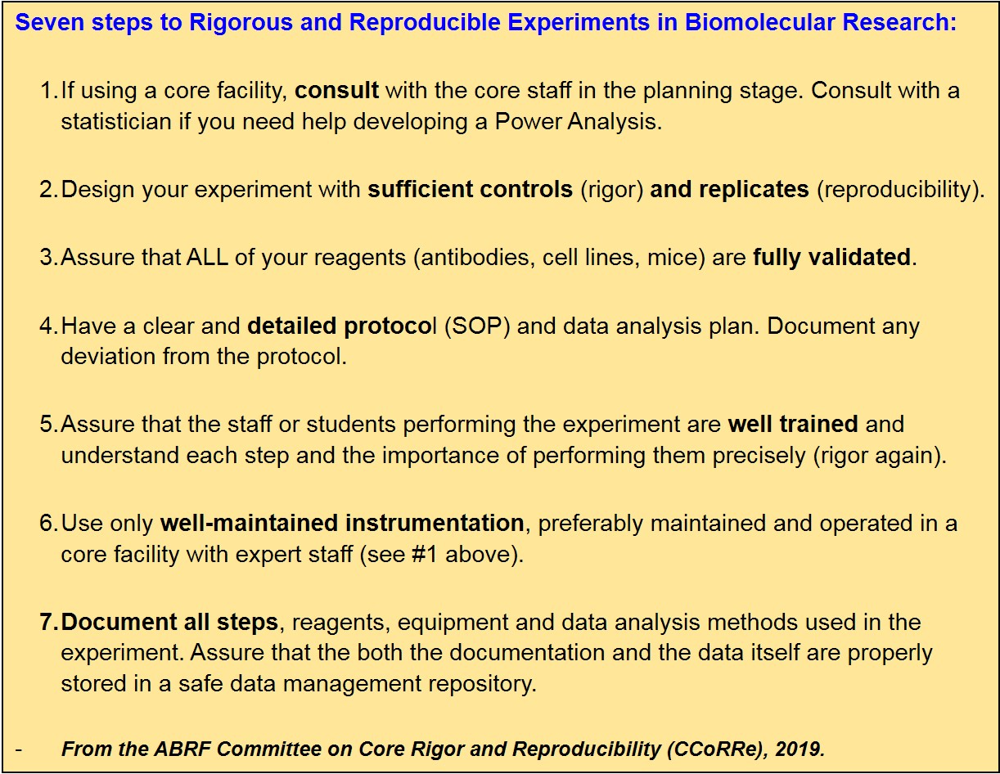 Seven steps to Rigorous and Reproducible Experiments in Biomolecular Research:
1. If using a core facility, consult with the core staff in the planning stage. Consult with a
statistician if you need help developing a Power Analysis.
2. Design your experiment with sufficient controls (rigor) and replicates (reproducibility).
3. Assure that ALL of your reagents (antibodies, cell lines, mice) are fully validated.
4. Have a clear and detailed protocol (SOP) and data analysis plan. Document any
deviation from the protocol.
5. Assure that the staff or students performing the experiment are well trained and
understand each step and the importance of performing them precisely (rigor again).
6. Use only well-maintained instrumentation, preferably maintained and operated in a
core facility with expert staff (see #1 above).
7. Document all steps, reagents, equipment and data analysis methods used in the
experiment. Assure that the both the documentation and the data itself are properly
stored in a safe data management repository.
- From the ABRF Committee on Core Rigor and Reproducibility (CCoRRe), 2019.